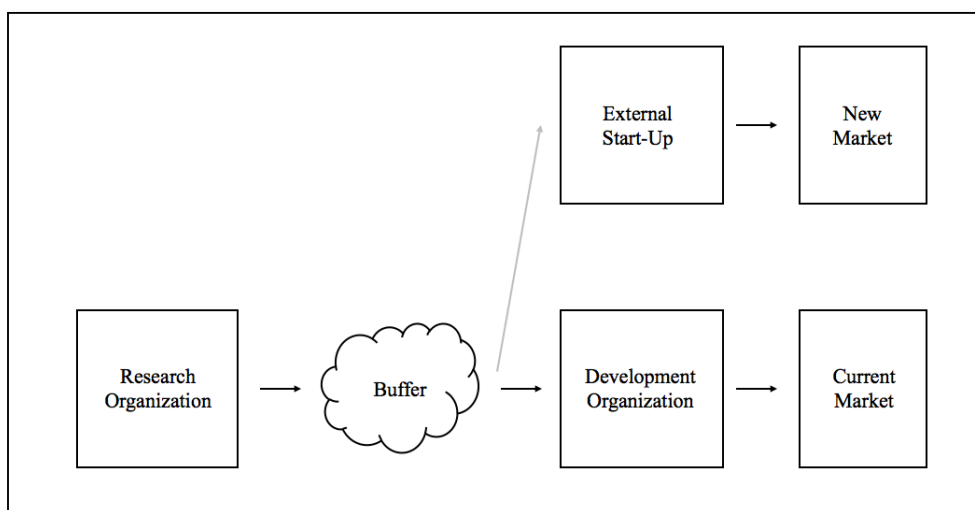 External
Start-Up
New
Market
Research
Organization
Buffer
Development
Organization
Current
Market